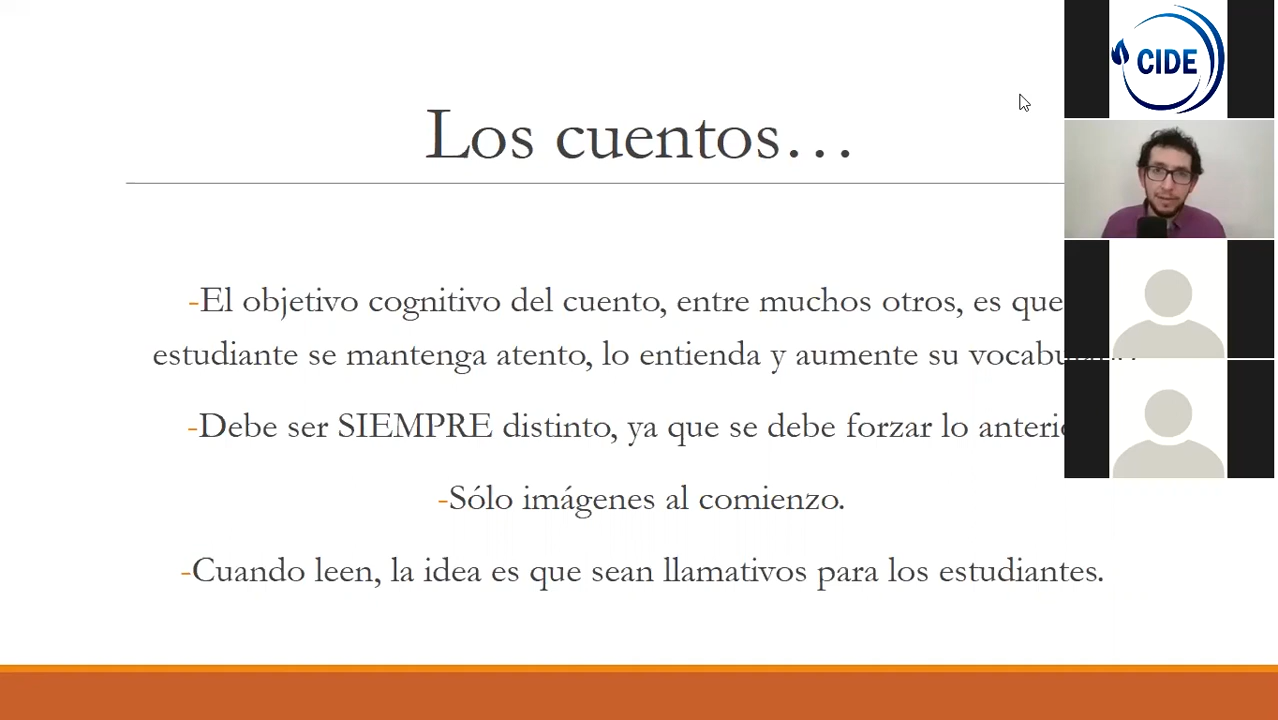 CIDE
Los cuentos…
-El objetivo cognitivo del cuento, entre muchos otros, es que
estudiante se mantenga atento, lo entienda y aumente su
-Debe ser SIEMPRE distinto, ya que se debe forzar lo
-Sólo imágenes al comienzo.
-Cuando leen, la idea es que sean llamativos para los estudiantes.